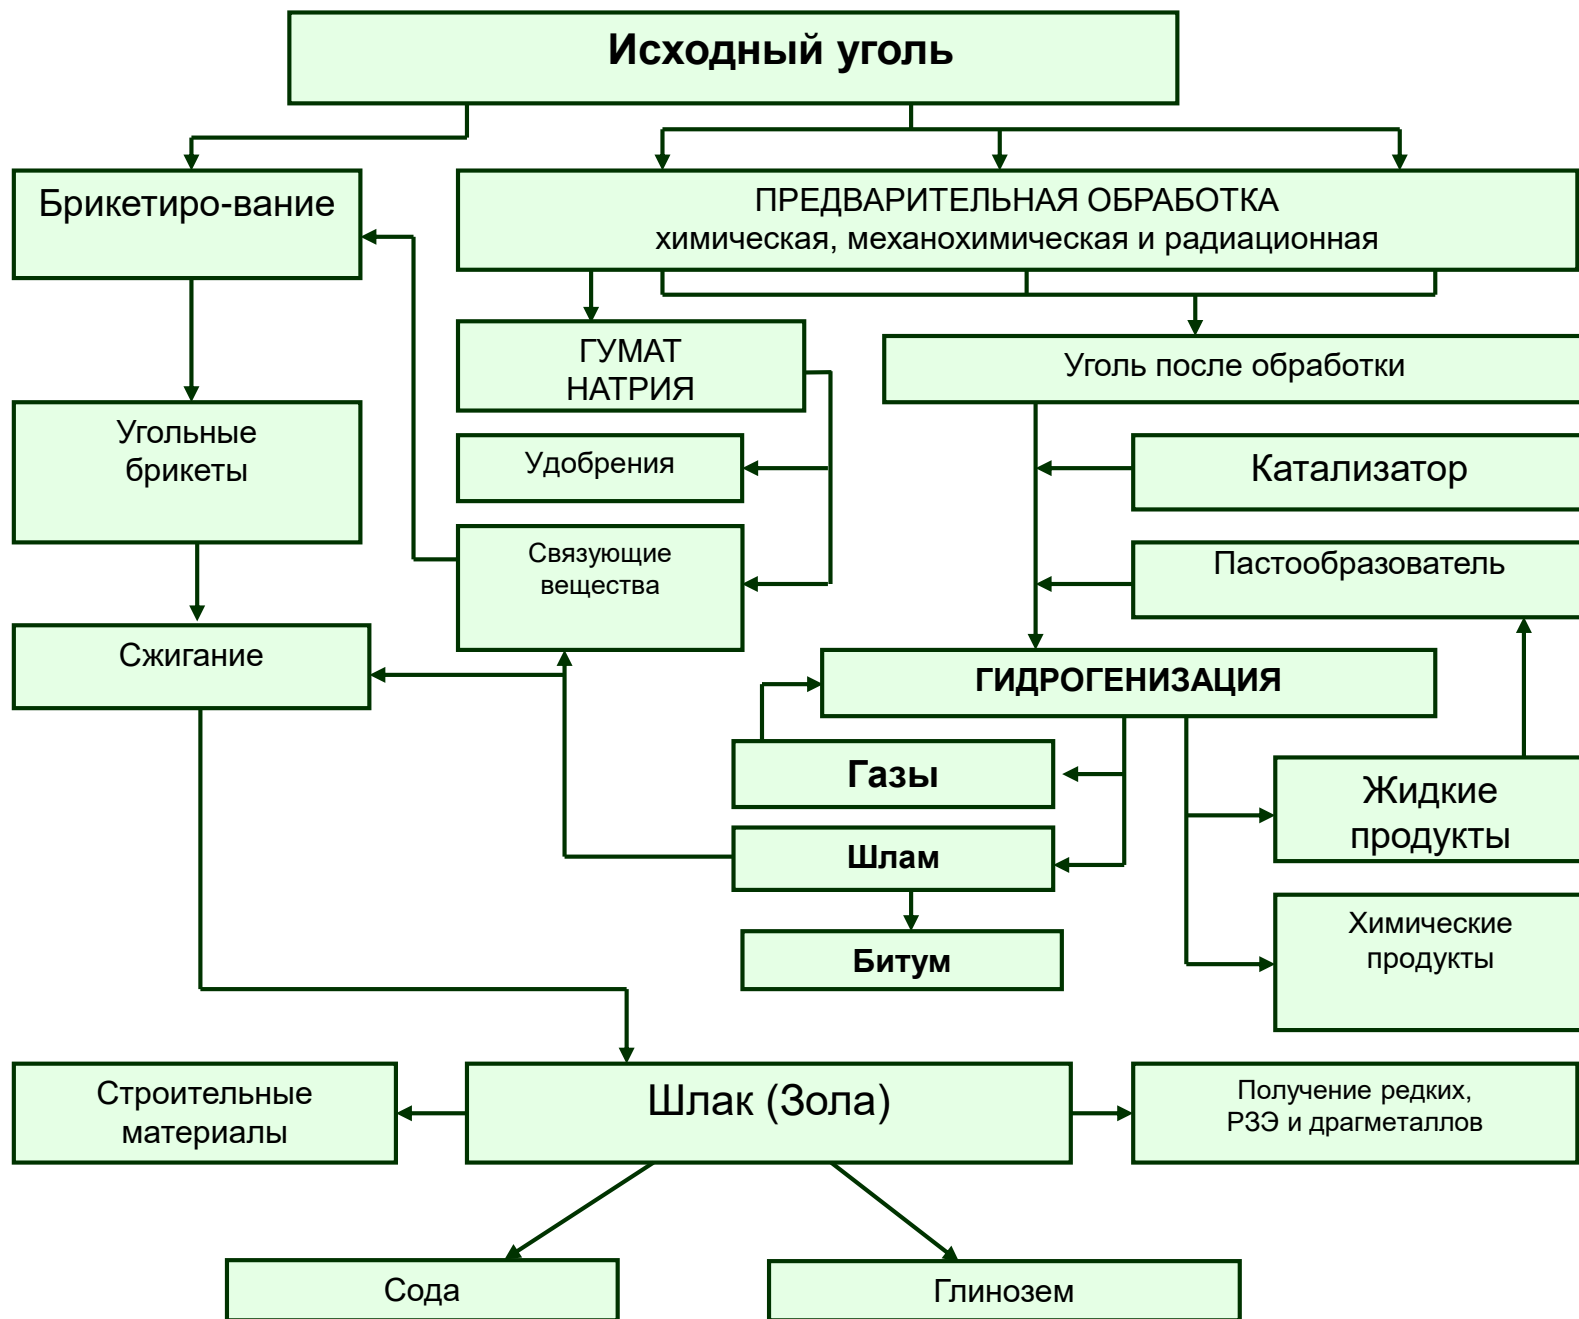 Исходный уголь
Брикетиро-вание
ПРЕДВАРИТЕЛЬНАЯ ОБРАБОТКА
химическая, механохимическая и радиационная
ГУМАТ
НАТРИЯ
Уголь после обработки
Угольные
брикеты
Удобрения
Катализатор
Связующие
вещества
Пастообразователь
Сжигание
ГИДРОГЕНИЗАЦИЯ
Газы
Жидкие
продукты
Шлам
Химические
продукты
Битум
Строительные
материалы
Шлак (Зола)
Получение редких,
РЗЭ и драгметаллов
Сода
Глинозем